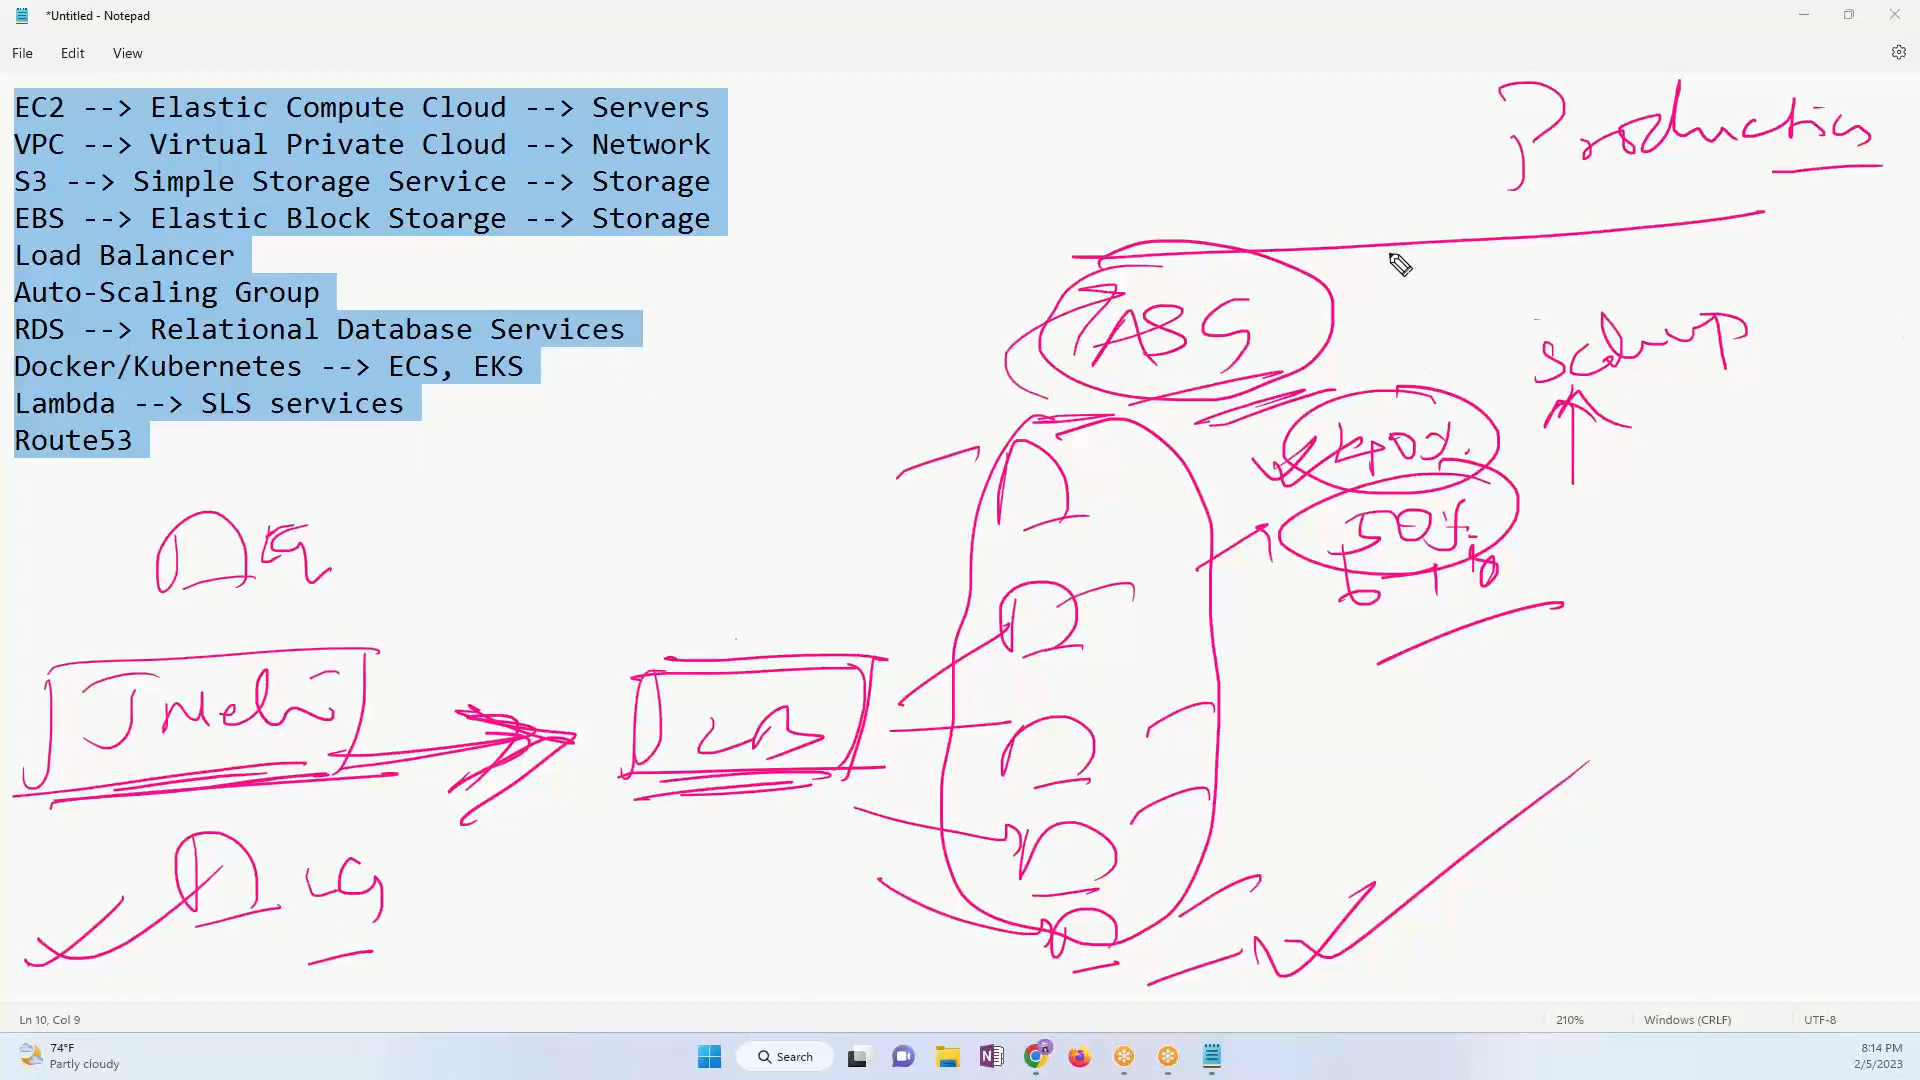 *Untitled - Notepad
File Edit View
EC2 --> Elastic Compute Cloud --> Servers
VPC --> Virtual Private Cloud --> Network
S3 --> Simple Storage Service --> Storage
EBS --> Elastic Block Stoarge --> Storage
Load Balancer
Auto-Scaling Group
RDS --> Relational Database Services
Docker/Kubernetes --> ECS, EKS
Lambda --> SLS services
Route53
Production
ASG
scaleup
40%
50%
LB
Ln 10, Col 9
210%
Windows (CRLF)
UTF-8
74°F
Partly cloudy
Search
8:14 PM
2/5/2023